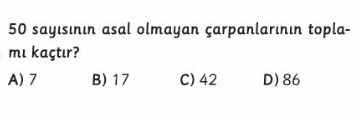 50 sayısının asal olmayan çarpanlarının topla-
mı kaçtır?
A) 7 B) 17 C) 42 D) 86